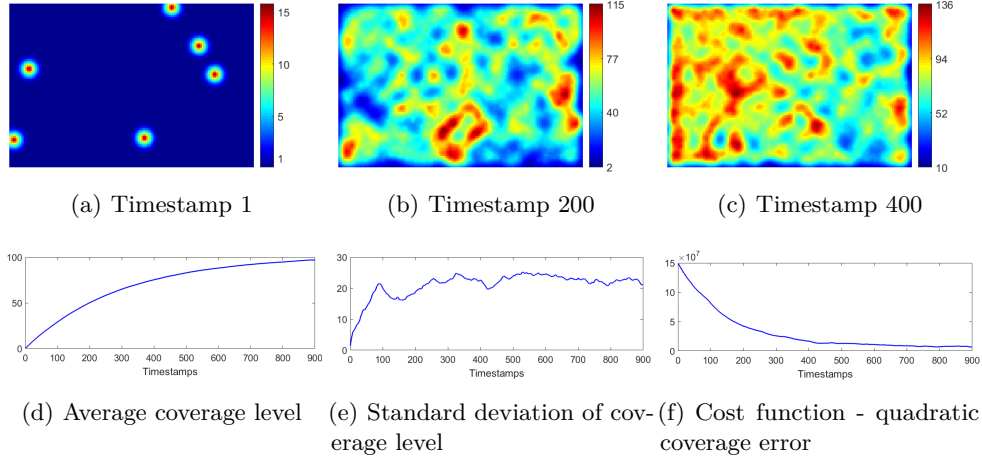 15
10
5
1
115
77
40
2
136
94
52
10
(a) Timestamp 1
(b) Timestamp 200
(c) Timestamp 400
100
50
0
0 100 200 300 400 500 600 700 800 900
Timestamps
30
20
10
0
0 100 200 300 400 500 600 700 800 900
Timestamps
×10⁷
15
10
5
0
0 100 200 300 400 500 600 700 800 900
Timestamps
(d) Average coverage level
(e) Standard deviation of cov-
erage level
(f) Cost function - quadratic
coverage error